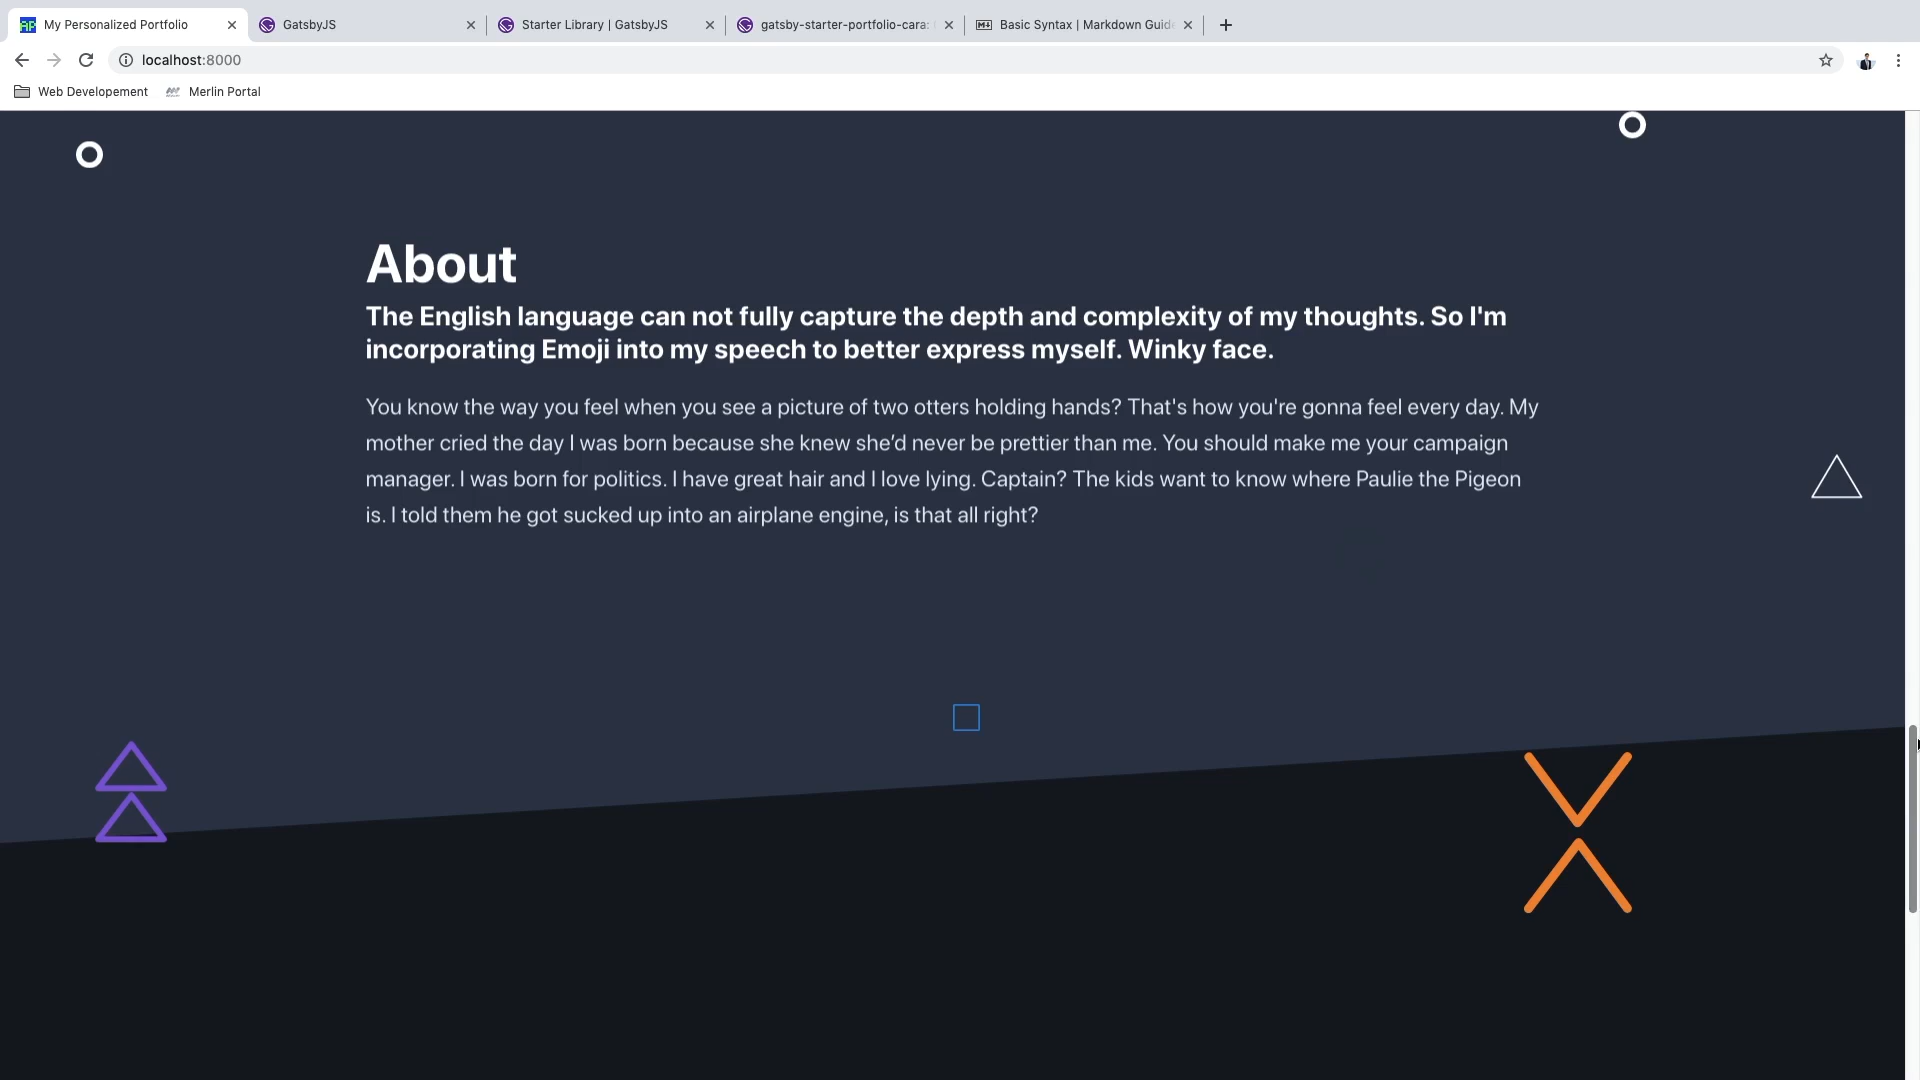 My Personalized Portfolio
GatsbyJS
Starter Library | GatsbyJS
gatsby-starter-portfolio-cara:
Basic Syntax | Markdown Guide
localhost:8000
Web Developement
Merlin Portal
About
The English language can not fully capture the depth and complexity of my thoughts. So I'm
incorporating Emoji into my speech to better express myself. Winky face.
You know the way you feel when you see a picture of two otters holding hands? That's how you're gonna feel every day. My
mother cried the day I was born because she knew she’d never be prettier than me. You should make me your campaign
manager. I was born for politics. I have great hair and I love lying. Captain? The kids want to know where Paulie the Pigeon
is. I told them he got sucked up into an airplane engine, is that all right?